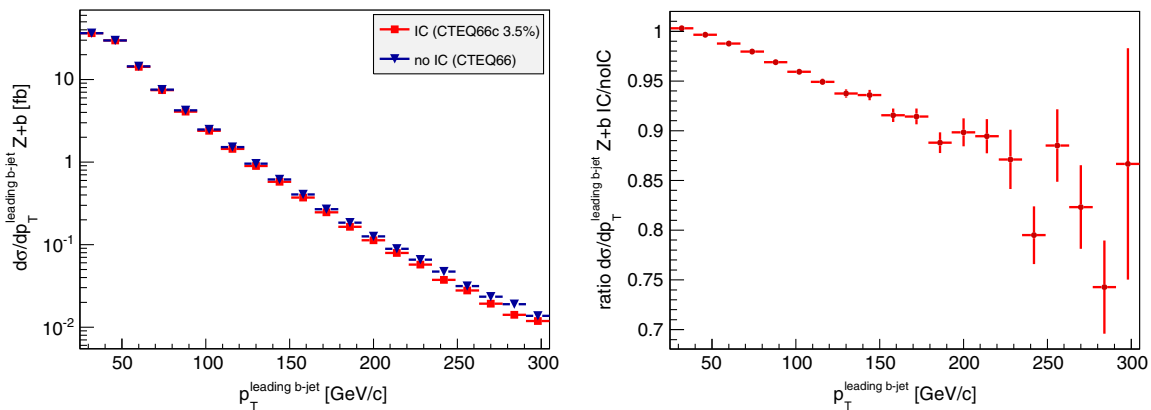 dσ/dp_T^{leading b-jet} Z+b [fb]
10
1
10^{-1}
10^{-2}
IC (CTEQ66c 3.5%)
no IC (CTEQ66)
50 100 150 200 250 300
p_T^{leading b-jet} [GeV/c]
ratio dσ/dp_T^{leading b-jet} Z+b IC/noIC
1
0.95
0.9
0.85
0.8
0.75
0.7
50 100 150 200 250 300
p_T^{leading b-jet} [GeV/c]